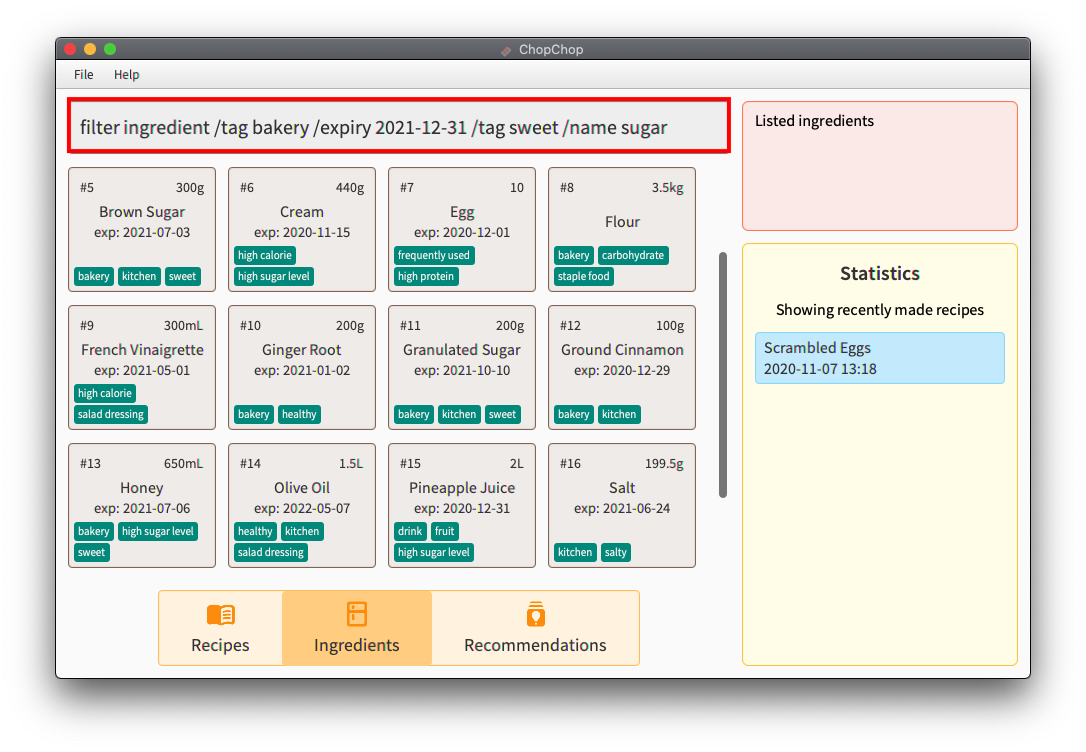 ChopChop
File Help
filter ingredient /tag bakery /expiry 2021-12-31 /tag sweet /name sugar
#5 300g
Brown Sugar
exp: 2021-07-03
bakery kitchen sweet
#6 440g
Cream
exp: 2020-11-15
high calorie
high sugar level
#7 10
Egg
exp: 2020-12-01
frequently used
high protein
#8 3.5kg
Flour
bakery carbohydrate
staple food
#9 300mL
French Vinaigrette
exp: 2021-05-01
high calorie
salad dressing
#10 200g
Ginger Root
exp: 2021-01-02
bakery healthy
#11 200g
Granulated Sugar
exp: 2021-10-10
bakery kitchen sweet
#12 100g
Ground Cinnamon
exp: 2020-12-29
bakery kitchen
#13 650mL
Honey
exp: 2021-07-06
bakery high sugar level
sweet
#14 1.5L
Olive Oil
exp: 2022-05-07
healthy kitchen
salad dressing
#15 2L
Pineapple Juice
exp: 2020-12-31
drink fruit
high sugar level
#16 199.5g
Salt
exp: 2021-06-24
kitchen salty
Recipes Ingredients Recommendations
Listed ingredients
Statistics
Showing recently made recipes
Scrambled Eggs
2020-11-07 13:18